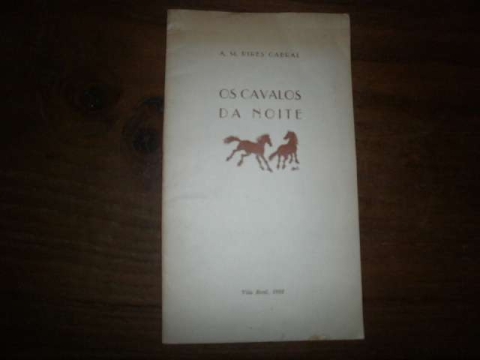 A. M. PIRES CABRAL
OS CAVALOS
DA NOITE
Vila Real,